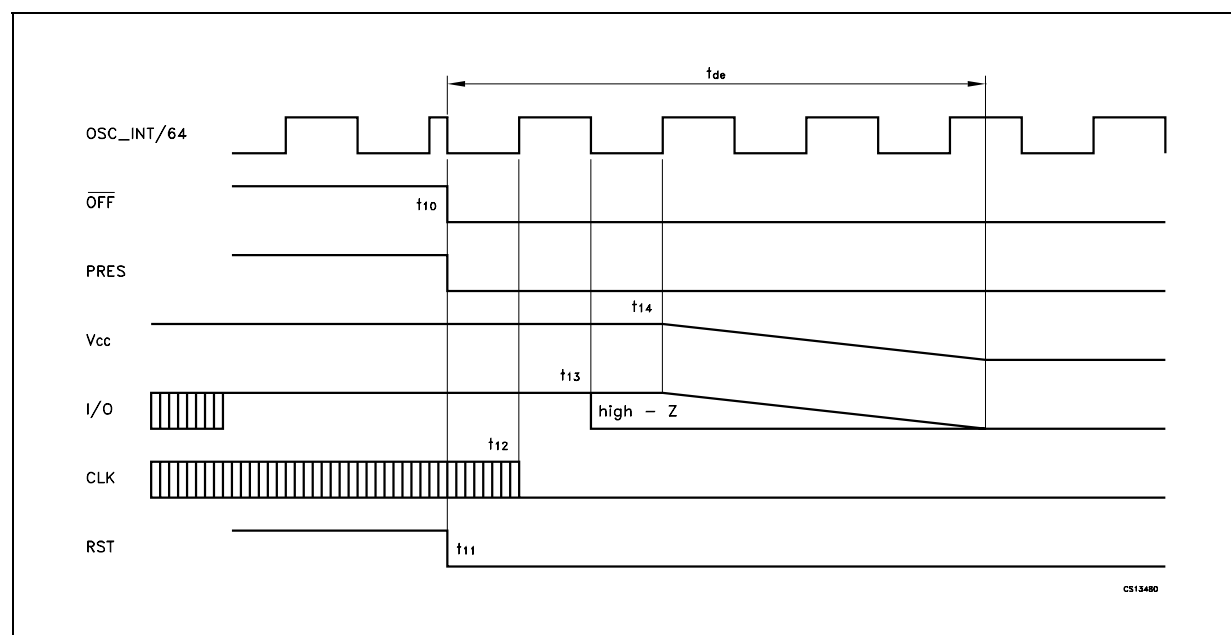 tde
OSC_INT/64
OFF
t10
PRES
t14
Vcc
t13
I/O
high - Z
t12
CLK
RST
t11
CS13480